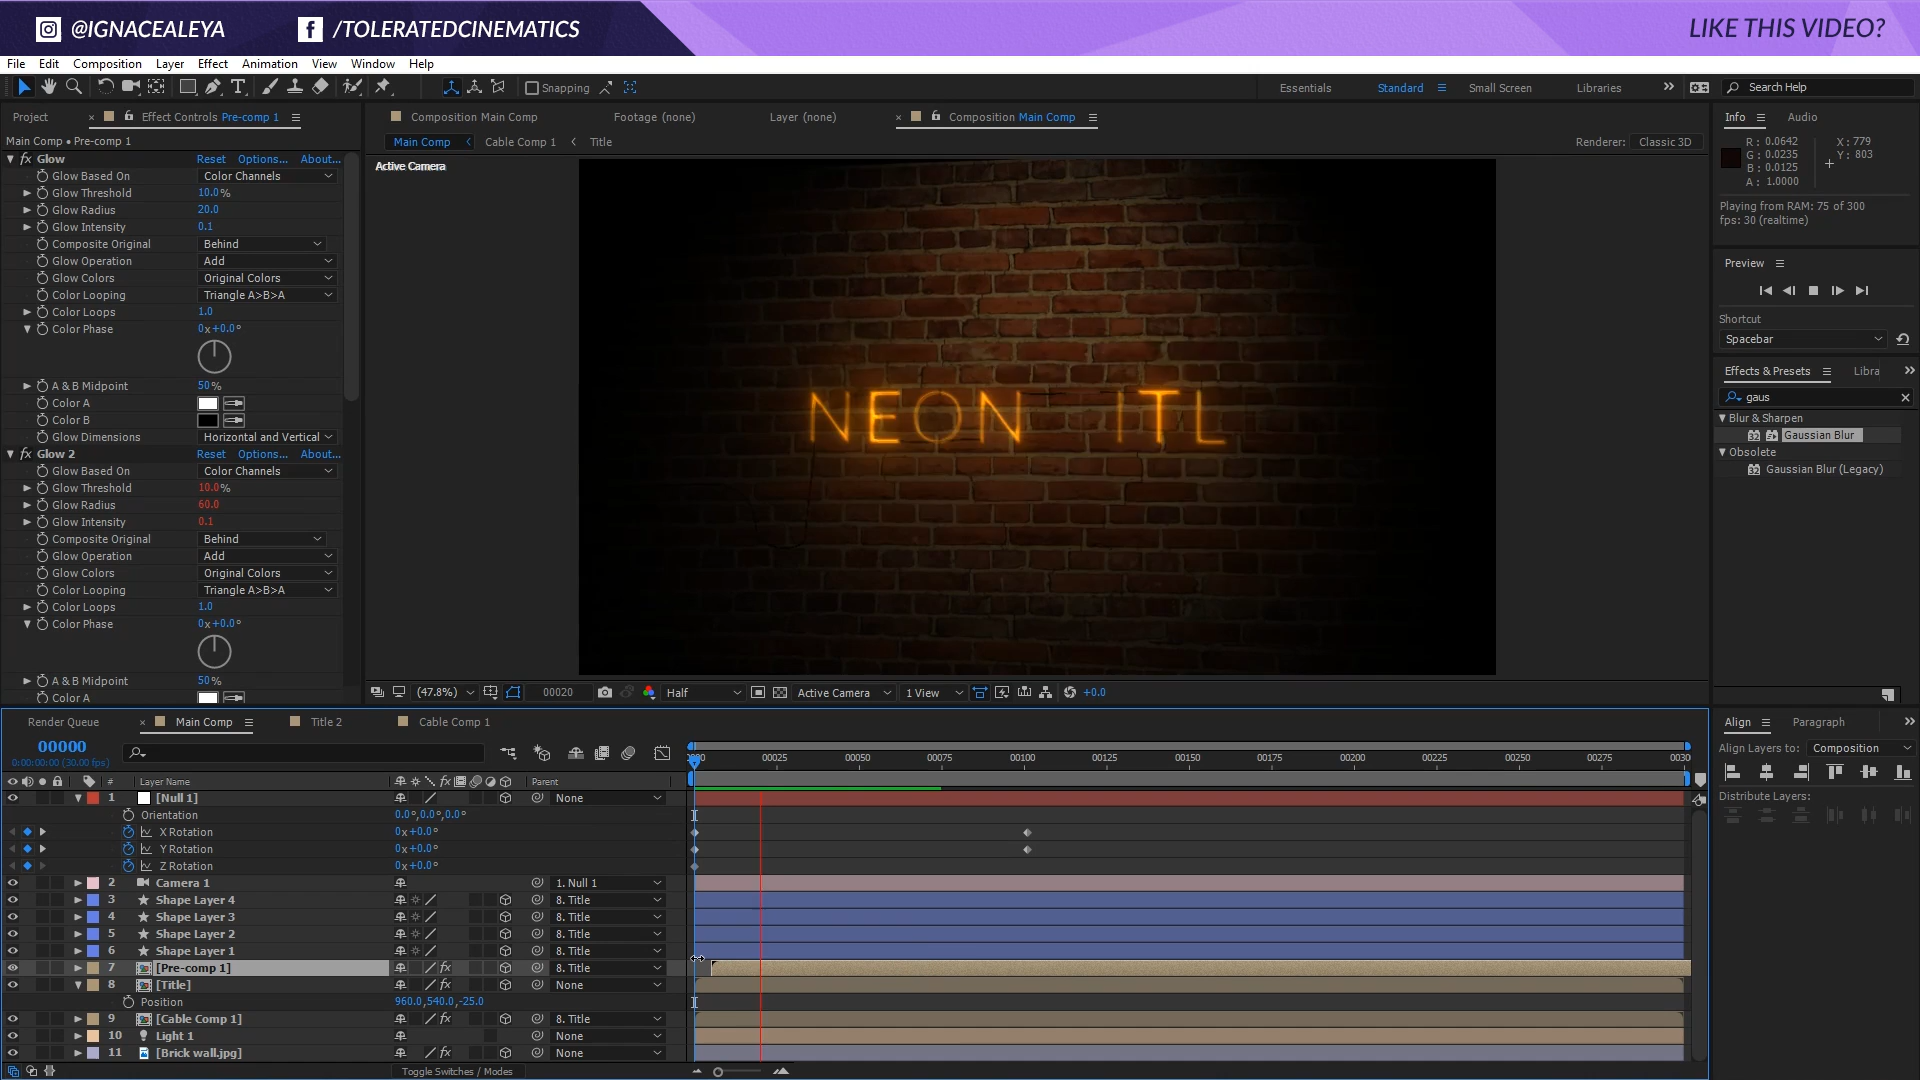 @IGNACEALEYA
/TOLERATEDCINEMATICS
LIKE THIS VIDEO?
File Edit Composition Layer Effect Animation View Window Help
Snapping
Essentials Standard Small Screen Libraries
Search Help
Project Effect Controls Pre-comp 1
Main Comp • Pre-comp 1
Glow Reset Options... About...
Glow Based On Color Channels
Glow Threshold 10.0 %
Glow Radius 20.0
Glow Intensity 0.1
Composite Original Behind
Glow Operation Add
Glow Colors Original Colors
Color Looping Triangle A>B>A
Color Loops 1.0
Color Phase 0x+0.0°
A & B Midpoint 50 %
Color A
Color B
Glow Dimensions Horizontal and Vertical
Glow 2 Reset Options... About...
Glow Based On Color Channels
Glow Threshold 10.0 %
Glow Radius 60.0
Glow Intensity 0.1
Composite Original Behind
Glow Operation Add
Glow Colors Original Colors
Color Looping Triangle A>B>A
Color Loops 1.0
Color Phase 0x+0.0°
A & B Midpoint 50 %
Color A
Composition Main Comp Footage (none) Layer (none) Composition Main Comp
Main Comp Cable Comp 1 Title
Renderer: Classic 3D
Active Camera
NEON ITL
(47.8%) 00020 Half Active Camera 1 View +0.0
Info Audio
R : 0.0642 X : 779
G : 0.0235 Y : 803
B : 0.0125
A : 1.0000
Playing from RAM: 75 of 300
fps: 30 (realtime)
Preview
Shortcut
Spacebar
Effects & Presets Libra
gaus
Blur & Sharpen
Gaussian Blur
Obsolete
Gaussian Blur (Legacy)
Align Paragraph
Align Layers to: Composition
Distribute Layers:
Render Queue Main Comp Title 2 Cable Comp 1
00000
0:00:00:00 (30.00 fps)
00025 00050 00075 00100 00125 00150 00175 00200 00225 00250 00275 0030
# Layer Name Parent
1 [Null 1] None
Orientation 0.0°,0.0°,0.0°
X Rotation 0x+0.0°
Y Rotation 0x+0.0°
Z Rotation 0x+0.0°
2 Camera 1 1. Null 1
3 Shape Layer 4 8. Title
4 Shape Layer 3 8. Title
5 Shape Layer 2 8. Title
6 Shape Layer 1 8. Title
7 [Pre-comp 1] 8. Title
8 [Title] None
Position 960.0,540.0,-25.0
9 [Cable Comp 1] 8. Title
10 Light 1 None
11 [Brick wall.jpg] None
Toggle Switches / Modes